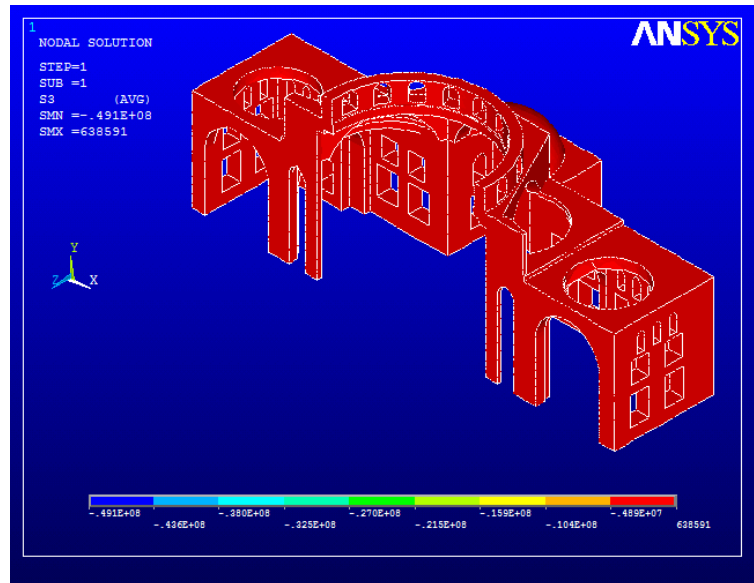 1
NODAL SOLUTION
ANSYS
STEP=1
SUB =1
S3 (AVG)
SMN =-.491E+08
SMX =638591
Y
Z X
-.491E+08 -.380E+08 -.270E+08 -.159E+08 -.489E+07
-.436E+08 -.325E+08 -.215E+08 -.104E+08 638591